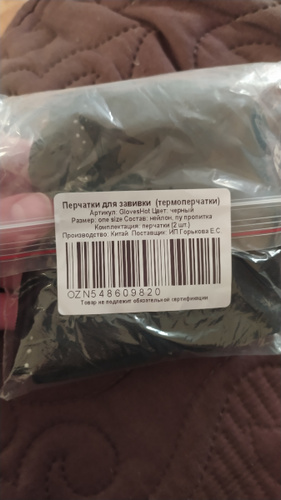 Перчатки для завивки (термоперчатки)
Артикул: GlovesHot Цвет: черный
Размер: one size Состав: нейлон, пу пропитка
Комплектация: перчатки (2 шт.)
Производство: Китай. Поставщик: ИП Горькова Е.С.
OZN548609820
Товар не подлежит обязательной сертификации